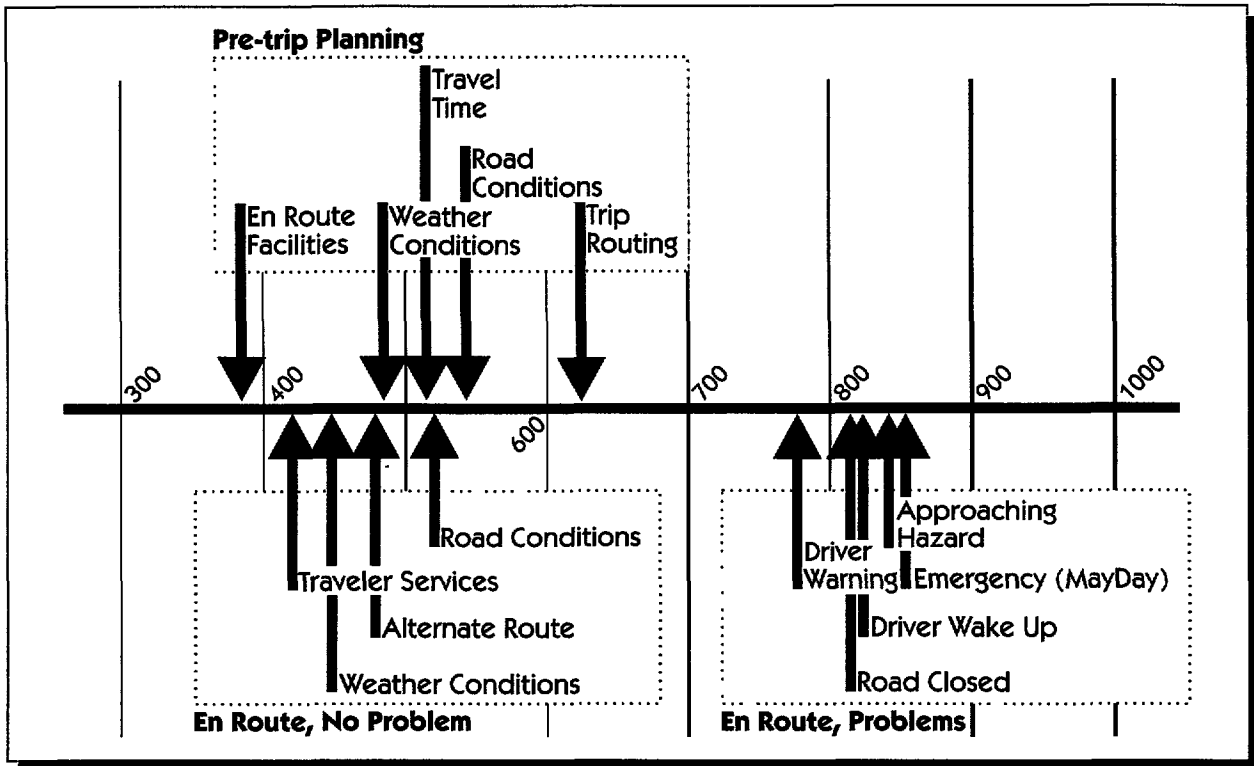 Pre-trip Planning
Travel
Time
Road
Conditions
En Route
Facilities
Weather
Conditions
Trip
Routing
300
400
600
700
800
900
1000
Road Conditions
Traveler Services
Alternate Route
Weather Conditions
En Route, No Problem
Approaching
Hazard
Driver
Warning
Emergency (MayDay)
Driver Wake Up
Road Closed
En Route, Problems